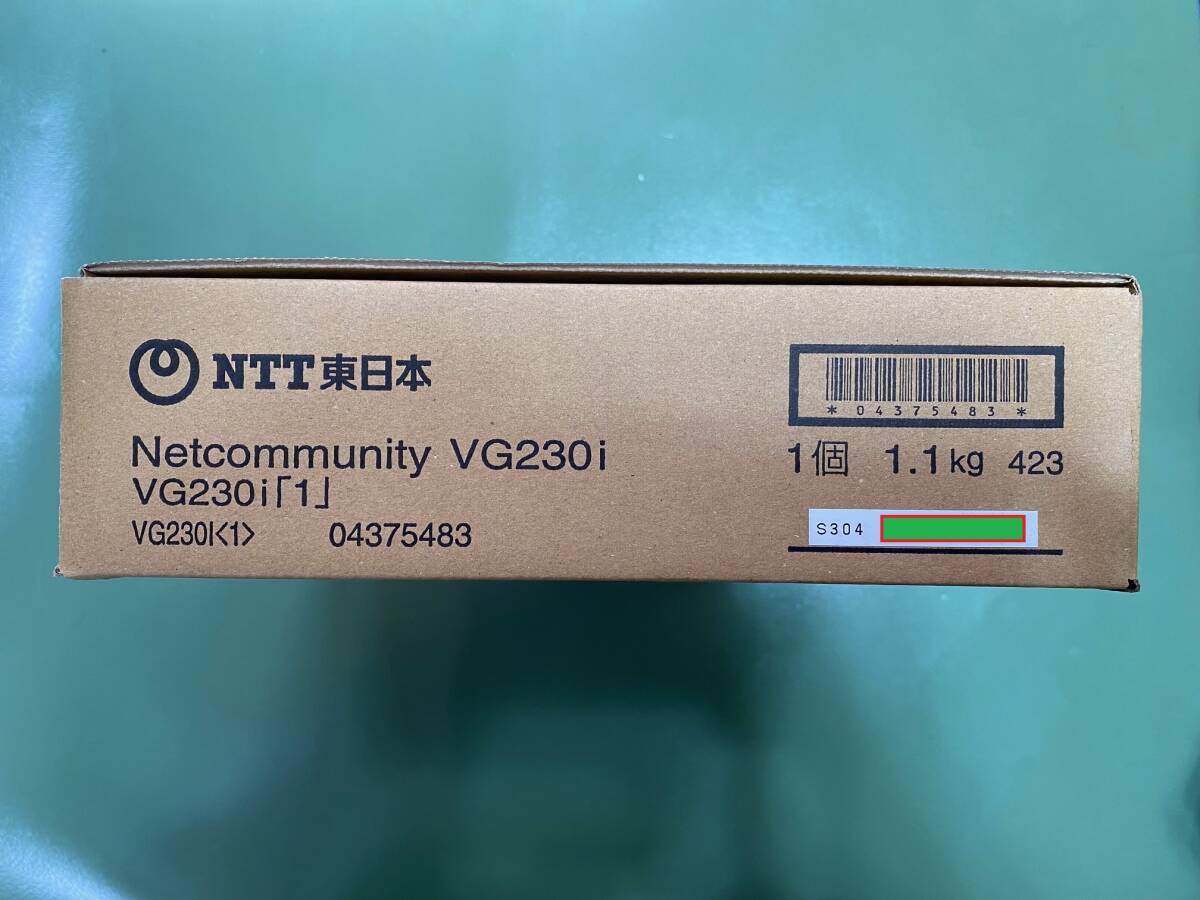 NTT東日本
*04375483*
Netcommunity VG230i
1個 1.1kg 423
VG230i「1」
VG230I<1> 04375483
S304